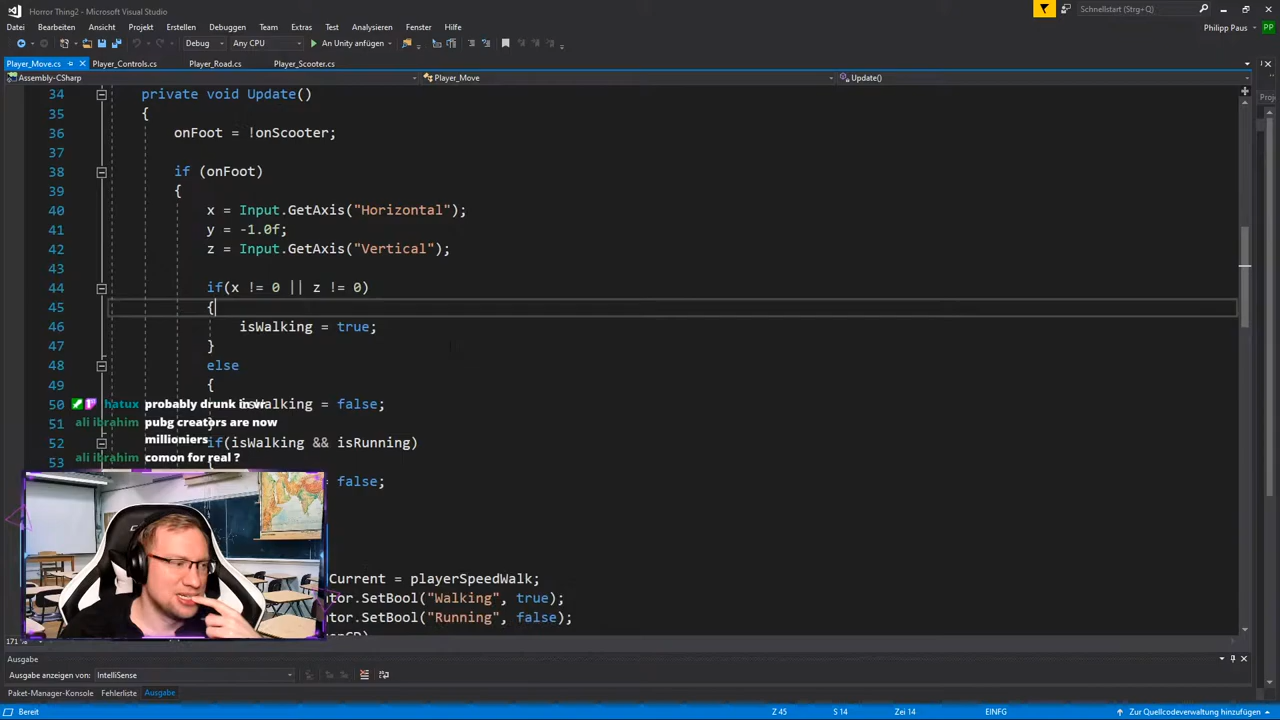 Horror Thing2 - Microsoft Visual Studio
Schnellstart (Strg+Q)
Datei Bearbeiten Ansicht Projekt Erstellen Debuggen Team Extras Test Analysieren Fenster Hilfe
Philipp Paus PP
Debug Any CPU An Unity anfügen
Player_Move.cs Player_Controls.cs Player_Road.cs Player_Scooter.cs
Assembly-CSharp Player_Move Update()
Proj
34 private void Update()
35 {
36 onFoot = !onScooter;
37
38 if (onFoot)
39 {
40 x = Input.GetAxis("Horizontal");
41 y = -1.0f;
42 z = Input.GetAxis("Vertical");
43
44 if(x != 0 || z != 0)
45 {
46 isWalking = true;
47 }
48 else
49 {
50 isWalking = false;
hatux probably drunk
51
ali ibrahim pubg creators are now
millioniers
52 if(isWalking && isRunning)
ali ibrahim comon for real ?
53
= false;
Current = playerSpeedWalk;
tor.SetBool("Walking", true);
tor.SetBool("Running", false);
171 %
Ausgabe
Ausgabe anzeigen von: IntelliSense
Paket-Manager-Konsole Fehlerliste Ausgabe
Bereit Z 45 S 14 Zei 14 EINFG Zur Quellcodeverwaltung hinzufügen